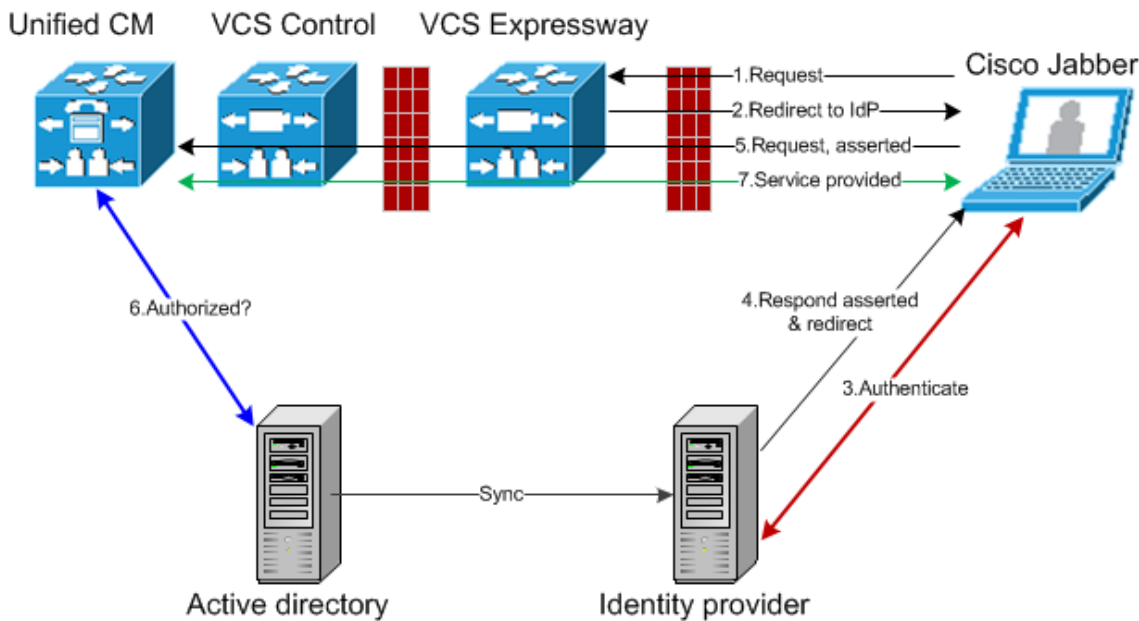 Unified CM
VCS Control
VCS Expressway
Cisco Jabber
1.Request
2.Redirect to IdP
5.Request, asserted
7.Service provided
6.Authorized?
4.Respond asserted
& redirect
3.Authenticate
Sync
Active directory
Identity provider